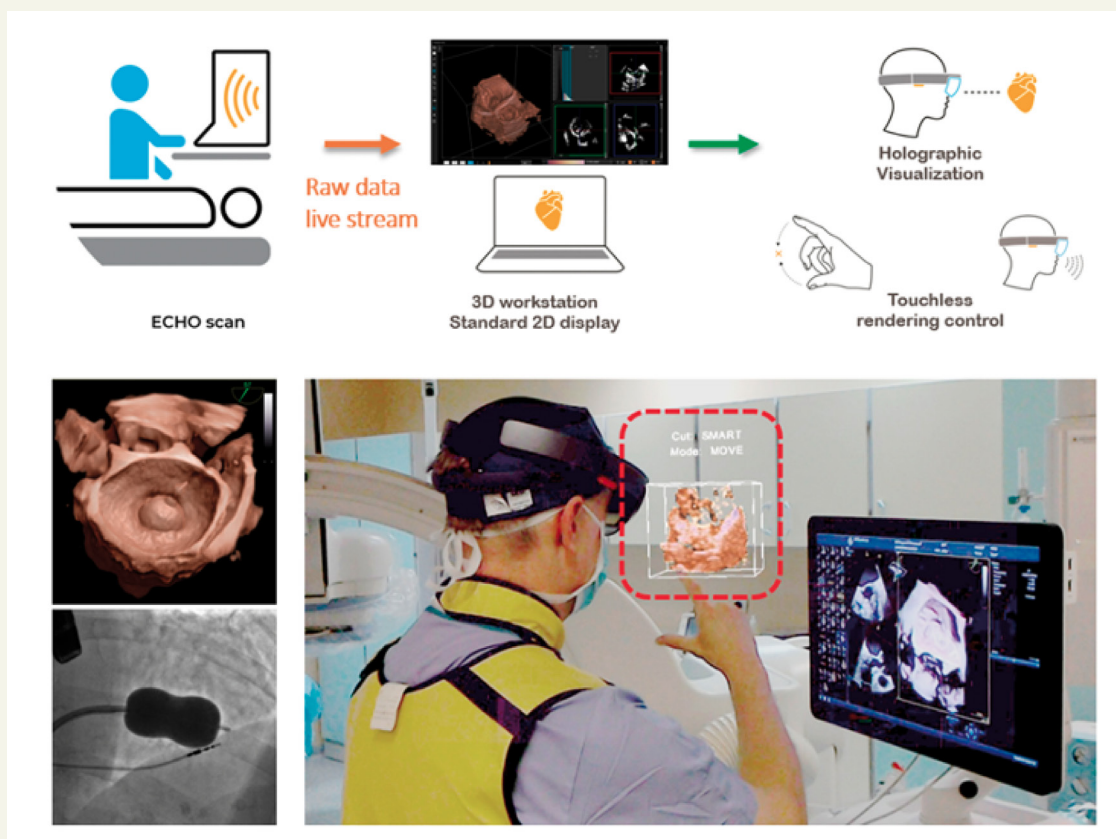 Raw data
live stream
Holographic
Visualization
ECHO scan
3D workstation
Standard 2D display
Touchless
rendering control
Cut: SMART
Mode: MOVE